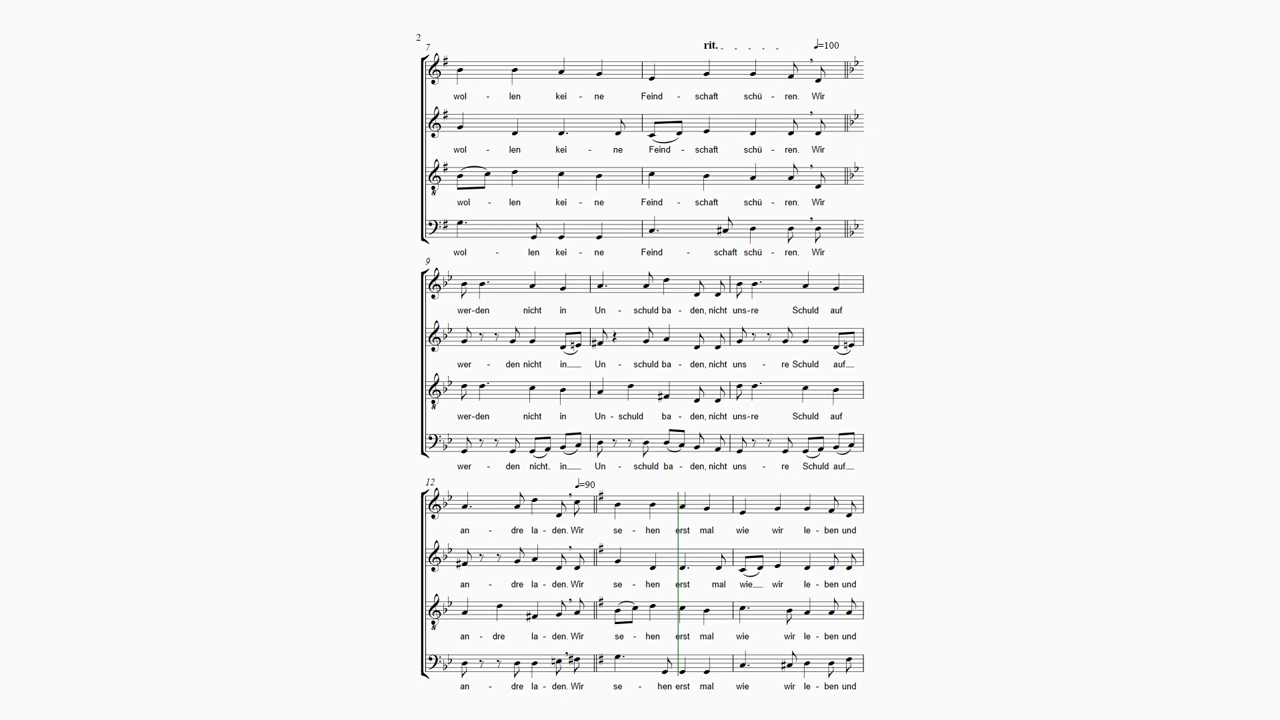 2
7
rit. . . . . . ♩=100
wol - len kei - ne Feind - schaft schü - ren. Wir
wol - len kei - ne Feind - schaft schü - ren. Wir
wol - len kei - ne Feind - schaft schü - ren. Wir
wol - len kei - ne Feind - schaft schü - ren. Wir
9
wer-den nicht in Un - schuld ba - den, nicht uns-re Schuld auf
wer - den nicht in__ Un - schuld ba - den, nicht uns - re Schuld auf__
wer-den nicht in Un - schuld ba - den, nicht uns-re Schuld auf
wer - den nicht. in__ Un - schuld ba - den, nicht uns - re Schuld auf__
12
♩=90
an - dre la - den. Wir se - hen erst mal wie wir le - ben und
an - dre la - den. Wir se - hen erst mal wie__ wir le - ben und
an - dre la - den. Wir se - hen erst mal wie wir le - ben und
an - dre la - den. Wir se - hen erst mal wie wir le - ben und